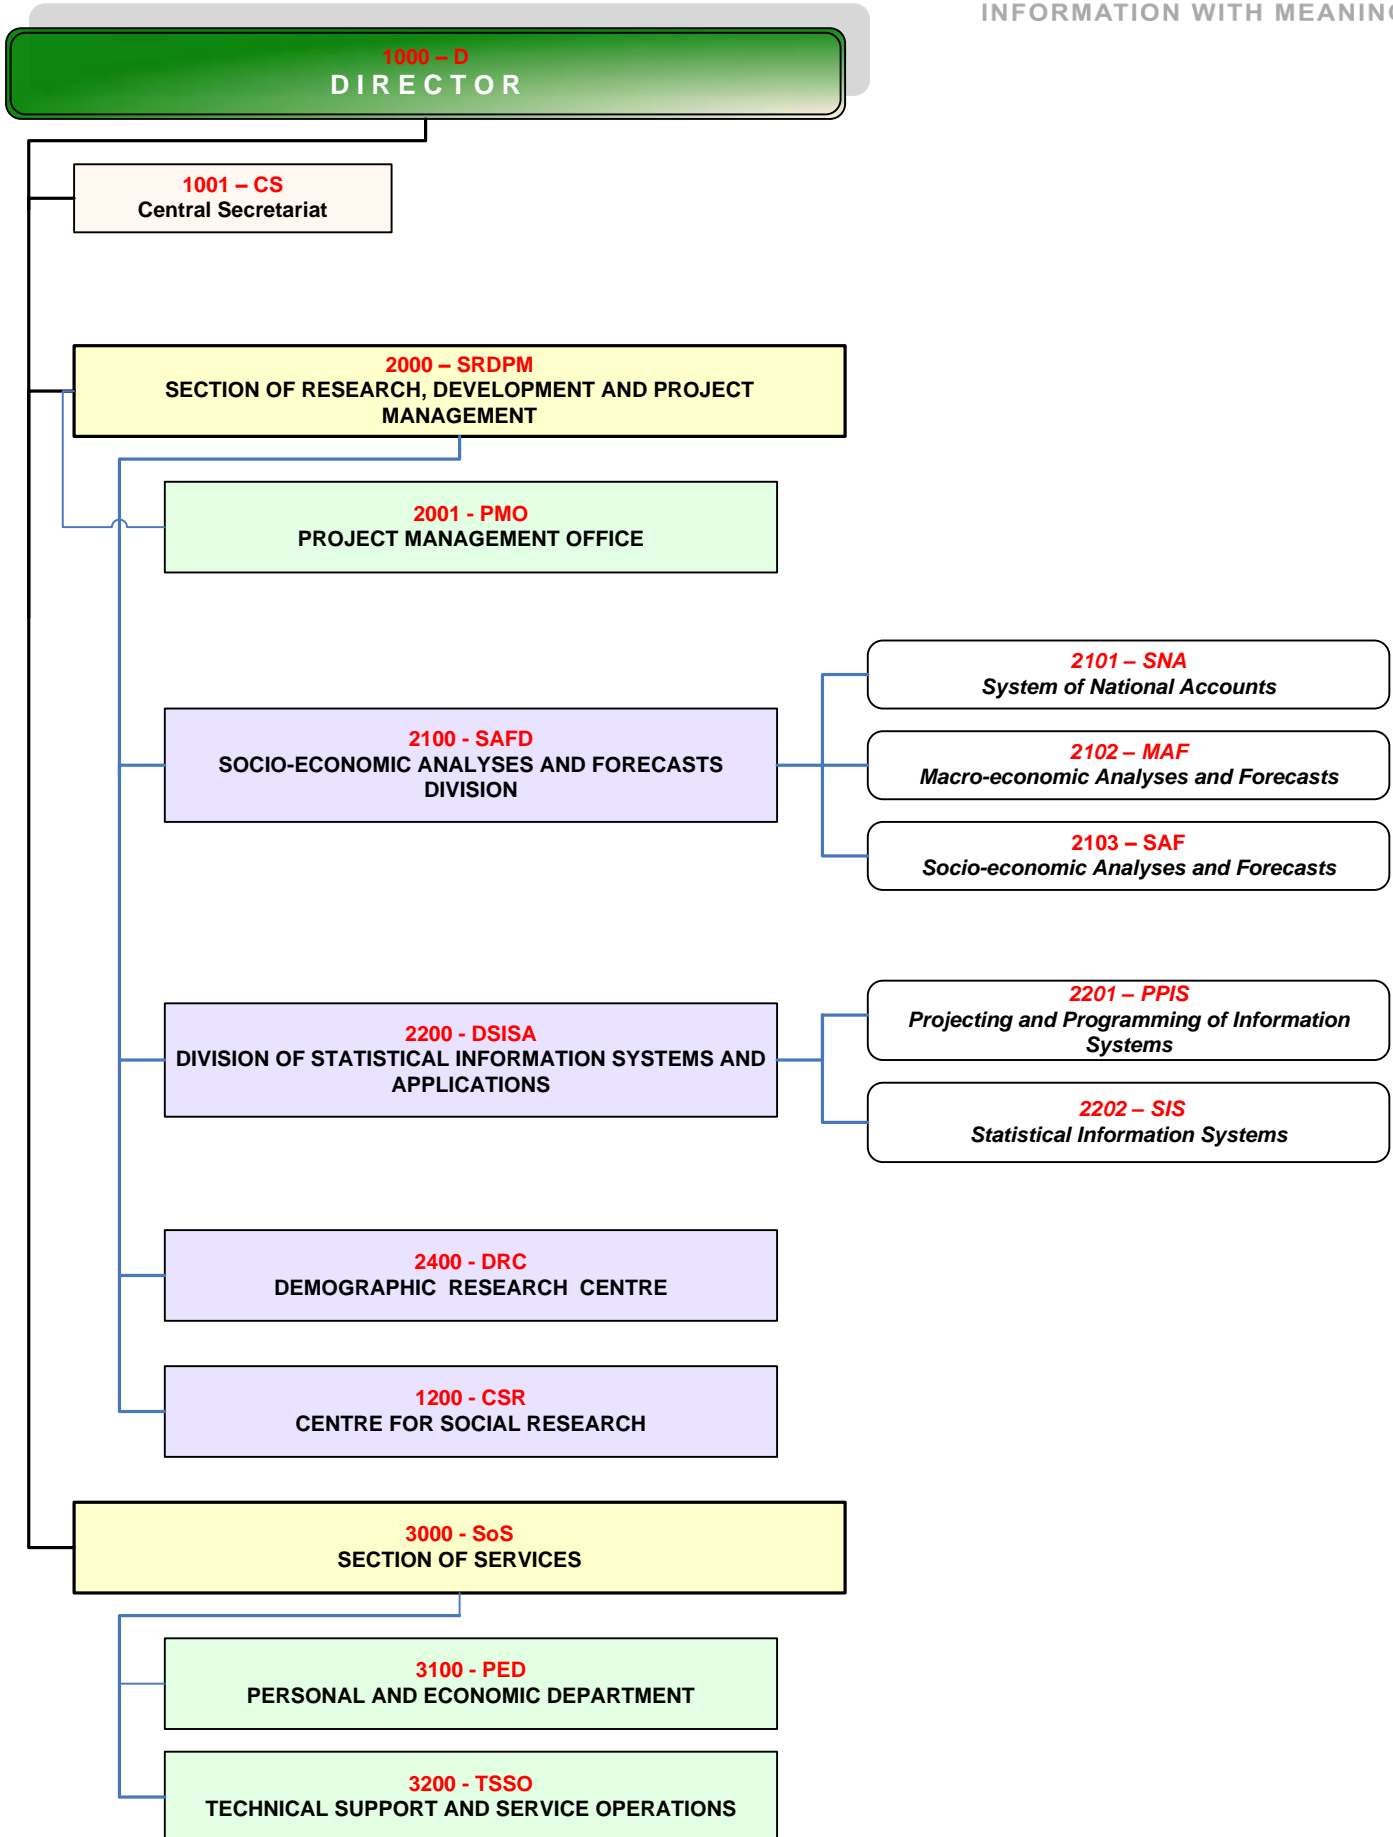 INFORMATION WITH MEANING
1000 – D
DIRECTOR
1001 – CS
Central Secretariat
2000 – SRDPM
SECTION OF RESEARCH, DEVELOPMENT AND PROJECT
MANAGEMENT
2001 - PMO
PROJECT MANAGEMENT OFFICE
2100 - SAFD
SOCIO-ECONOMIC ANALYSES AND FORECASTS
DIVISION
2101 – SNA
System of National Accounts
2102 – MAF
Macro-economic Analyses and Forecasts
2103 – SAF
Socio-economic Analyses and Forecasts
2200 - DSISA
DIVISION OF STATISTICAL INFORMATION SYSTEMS AND
APPLICATIONS
2201 – PPIS
Projecting and Programming of Information
Systems
2202 – SIS
Statistical Information Systems
2400 - DRC
DEMOGRAPHIC RESEARCH CENTRE
1200 - CSR
CENTRE FOR SOCIAL RESEARCH
3000 - SoS
SECTION OF SERVICES
3100 - PED
PERSONAL AND ECONOMIC DEPARTMENT
3200 - TSSO
TECHNICAL SUPPORT AND SERVICE OPERATIONS